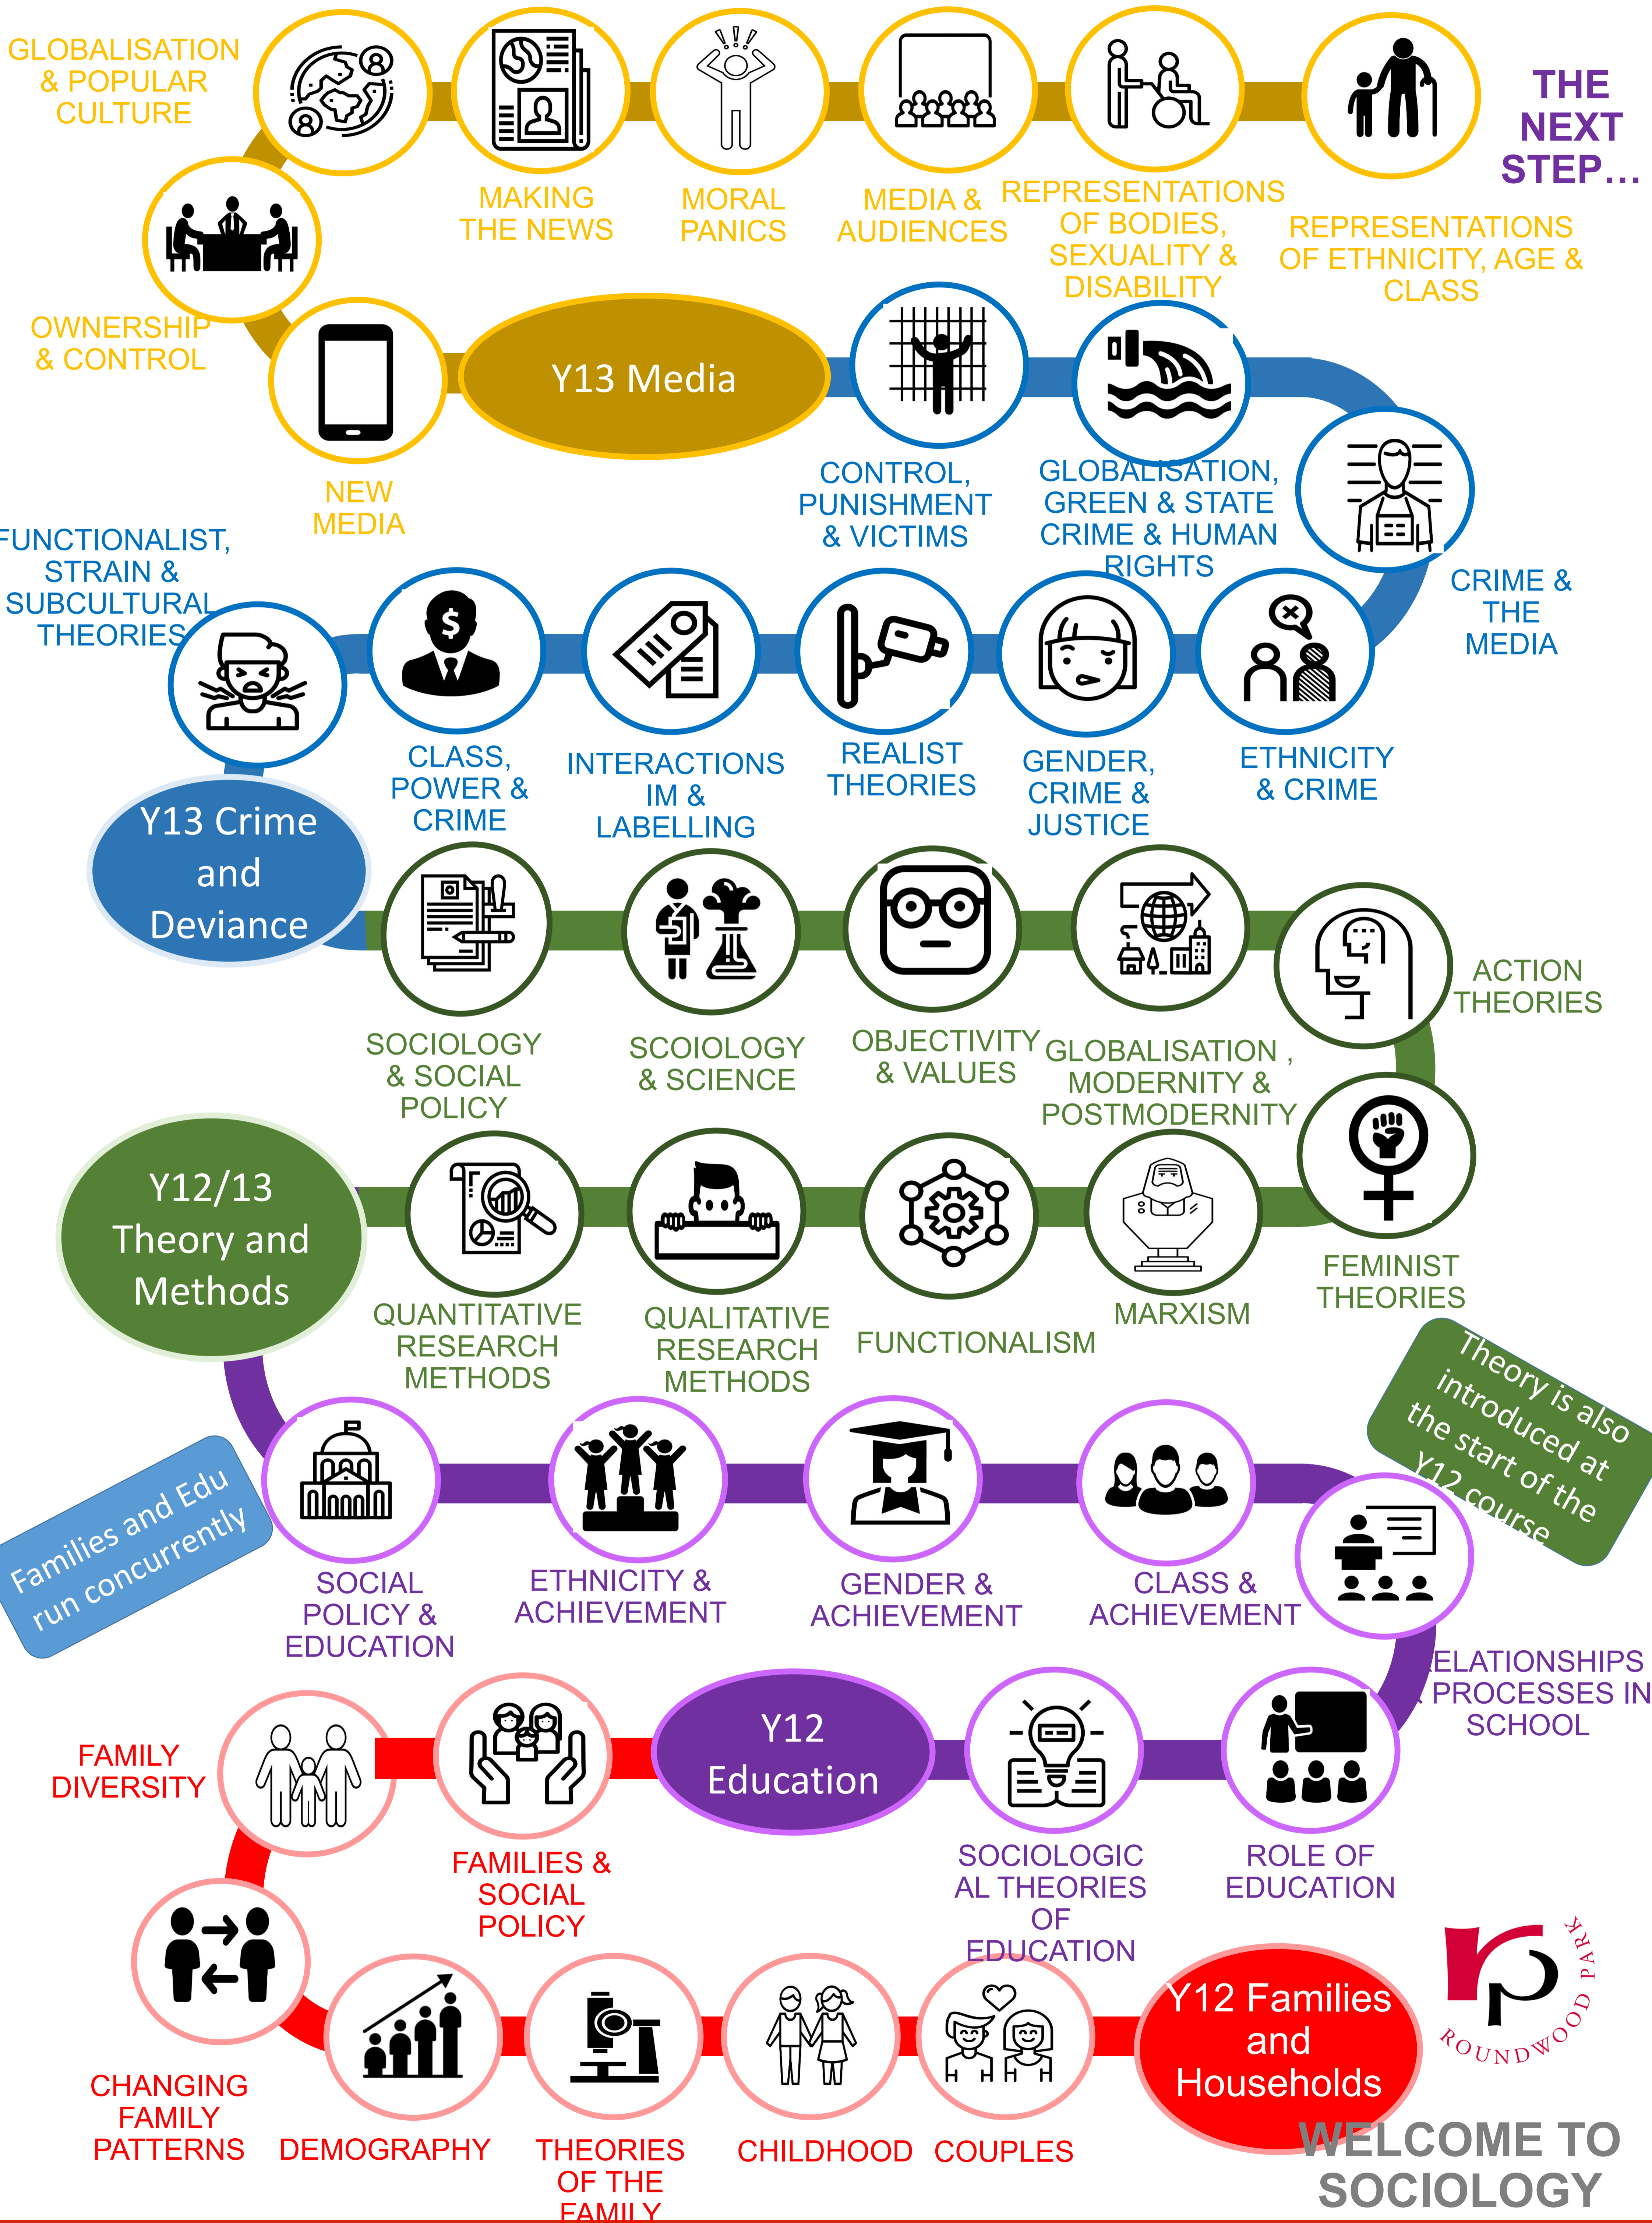 GLOBALISATION
& POPULAR
CULTURE
THE
NEXT
STEP...
MAKING
THE NEWS
MORAL
PANICS
MEDIA &
AUDIENCES
REPRESENTATIONS
OF BODIES,
SEXUALITY &
DISABILITY
REPRESENTATIONS
OF ETHNICITY, AGE &
CLASS
OWNERSHIP
& CONTROL
NEW
MEDIA
Y13 Media
CONTROL,
PUNISHMENT
& VICTIMS
GLOBALISATION,
GREEN & STATE
CRIME & HUMAN
RIGHTS
CRIME &
THE
MEDIA
FUNCTIONALIST,
STRAIN &
SUBCULTURAL
THEORIES
$
CLASS,
POWER &
CRIME
INTERACTIONS
IM &
LABELLING
REALIST
THEORIES
GENDER,
CRIME &
JUSTICE
ETHNICITY
& CRIME
Y13 Crime
and
Deviance
SOCIOLOGY
& SOCIAL
POLICY
SCOIOLOGY
& SCIENCE
OBJECTIVITY
& VALUES
GLOBALISATION ,
MODERNITY &
POSTMODERNITY
ACTION
THEORIES
Y12/13
Theory and
Methods
QUANTITATIVE
RESEARCH
METHODS
QUALITATIVE
RESEARCH
METHODS
FUNCTIONALISM
MARXISM
FEMINIST
THEORIES
Theory is also
introduced at
the start of the
Y12 course
Families and Edu
run concurrently
SOCIAL
POLICY &
EDUCATION
ETHNICITY &
ACHIEVEMENT
GENDER &
ACHIEVEMENT
CLASS &
ACHIEVEMENT
ELATIONSHIPS
PROCESSES IN
SCHOOL
FAMILY
DIVERSITY
FAMILIES &
SOCIAL
POLICY
Y12
Education
SOCIOLOGIC
AL THEORIES
OF
EDUCATION
ROLE OF
EDUCATION
CHANGING
FAMILY
PATTERNS
DEMOGRAPHY
THEORIES
OF THE
FAMILY
CHILDHOOD
COUPLES
Y12 Families
and
Households
rp
ROUNDWOOD PARK
WELCOME TO
SOCIOLOGY